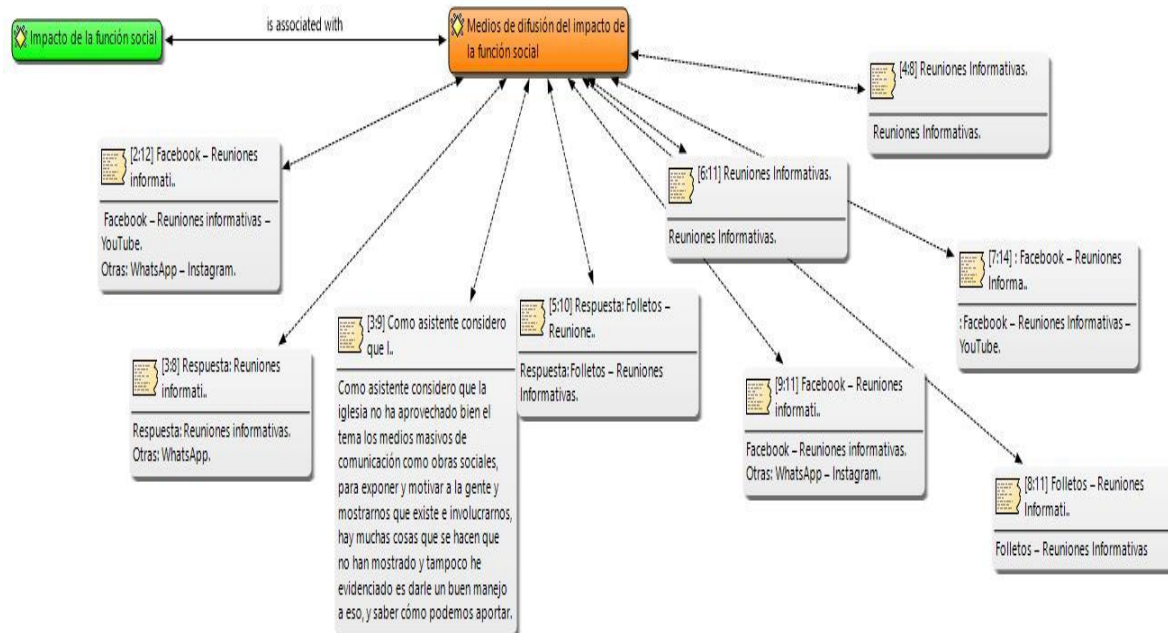 Impacto de la función social
is associated with
Medios de difusión del impacto de
la función social
[4:8] Reuniones Informativas.
Reuniones Informativas.
[2:12] Facebook – Reuniones
informati..
Facebook – Reuniones informativas –
YouTube.
Otras: WhatsApp – Instagram.
[6:11] Reuniones Informativas.
Reuniones Informativas.
[7:14] : Facebook – Reuniones
Informa..
: Facebook – Reuniones Informativas –
YouTube.
[3:8] Respuesta: Reuniones
informati..
Respuesta: Reuniones informativas.
Otras: WhatsApp.
[3:9] Como asistente considero
que l..
Como asistente considero que la
iglesia no ha aprovechado bien el
tema los medios masivos de
comunicación como obras sociales,
para exponer y motivar a la gente y
mostrarnos que existe e involucrarnos,
hay muchas cosas que se hacen que
no han mostrado y tampoco he
evidenciado es darle un buen manejo
a eso, y saber cómo podemos aportar.
[5:10] Respuesta: Folletos –
Reunione..
Respuesta: Folletos – Reuniones
Informativas.
[9:11] Facebook – Reuniones
informati..
Facebook – Reuniones informativas.
Otras: WhatsApp – Instagram.
[8:11] Folletos – Reuniones
Informati..
Folletos – Reuniones Informativas